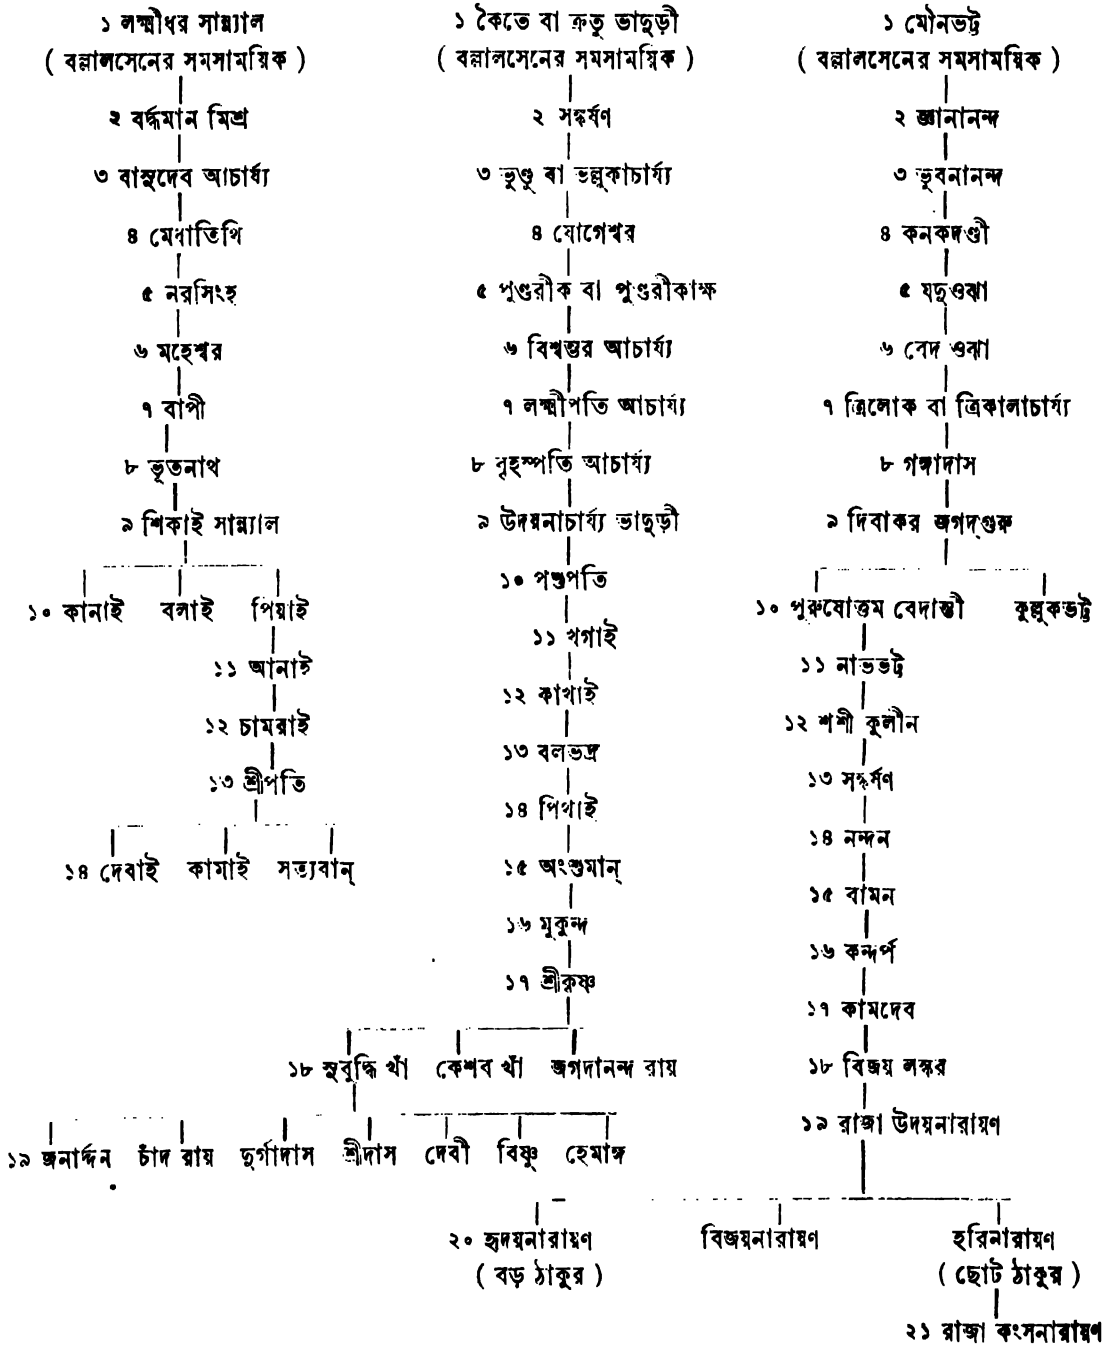 ১ লক্ষ্মীধর সান্ন্যাল
( বল্লালসেনের সমসাময়িক )
২ বর্দ্ধমান মিশ্র
৩ বাসুদেব আচার্য্য
৪ মেধাতিথি
৫ নরসিংহ
৬ মহেশ্বর
৭ বাপী
৮ ভূতনাথ
৯ শিকাই সান্ন্যাল
১০ কানাই বলাই পিয়াই
১১ আনাই
১২ চামরাই
১৩ শ্রীপতি
১৪ দেবাই কামাই সত্যবান্
১ কৈতে বা ক্রতু ভাদুড়ী
( বল্লালসেনের সমসাময়িক )
২ সঙ্কর্ষণ
৩ ভুণ্ডু বা ভল্লুকাচার্য্য
৪ যোগেশ্বর
৫ পুণ্ডরীক বা পুণ্ডরীকাক্ষ
৬ বিশ্বম্ভর আচার্য্য
৭ লক্ষ্মীপতি আচার্য্য
৮ বৃহস্পতি আচার্য্য
৯ উদয়নাচার্য্য ভাদুড়ী
১০ পশুপতি
১১ খগাই
১২ কাথাই
১৩ বলভদ্র
১৪ পিথাই
১৫ অংশুমান্
১৬ মুকুন্দ
১৭ শ্রীকৃষ্ণ
১৮ সুবুদ্ধি খাঁ কেশব খাঁ জগদানন্দ রায়
১৯ জনার্দ্দন চাঁদ রায় দুর্গাদাস শ্রীদাস দেবী বিষ্ণু হেমাঙ্গ
১ মৌনভট্ট
( বল্লালসেনের সমসাময়িক )
২ জ্ঞানানন্দ
৩ ভুবনানন্দ
৪ কনকদণ্ডী
৫ যদুওঝা
৬ বেদ ওঝা
৭ ত্রিলোক বা ত্রিকালাচার্য্য
৮ গঙ্গাদাস
৯ দিবাকর জগদ্‌গুরু
১০ পুরুষোত্তম বেদান্তী কুল্লুকভট্ট
১১ নাভভট্ট
১২ শশী কুলীন
১৩ সঙ্কর্ষণ
১৪ নন্দন
১৫ বামন
১৬ কন্দর্প
১৭ কামদেব
১৮ বিজয় লস্কর
১৯ রাজা উদয়নারায়ণ
২০ হৃদয়নারায়ণ বিজয়নারায়ণ হরিনারায়ণ
( বড় ঠাকুর ) ( ছোট ঠাকুর )
২১ রাজা কংসনারায়ণ